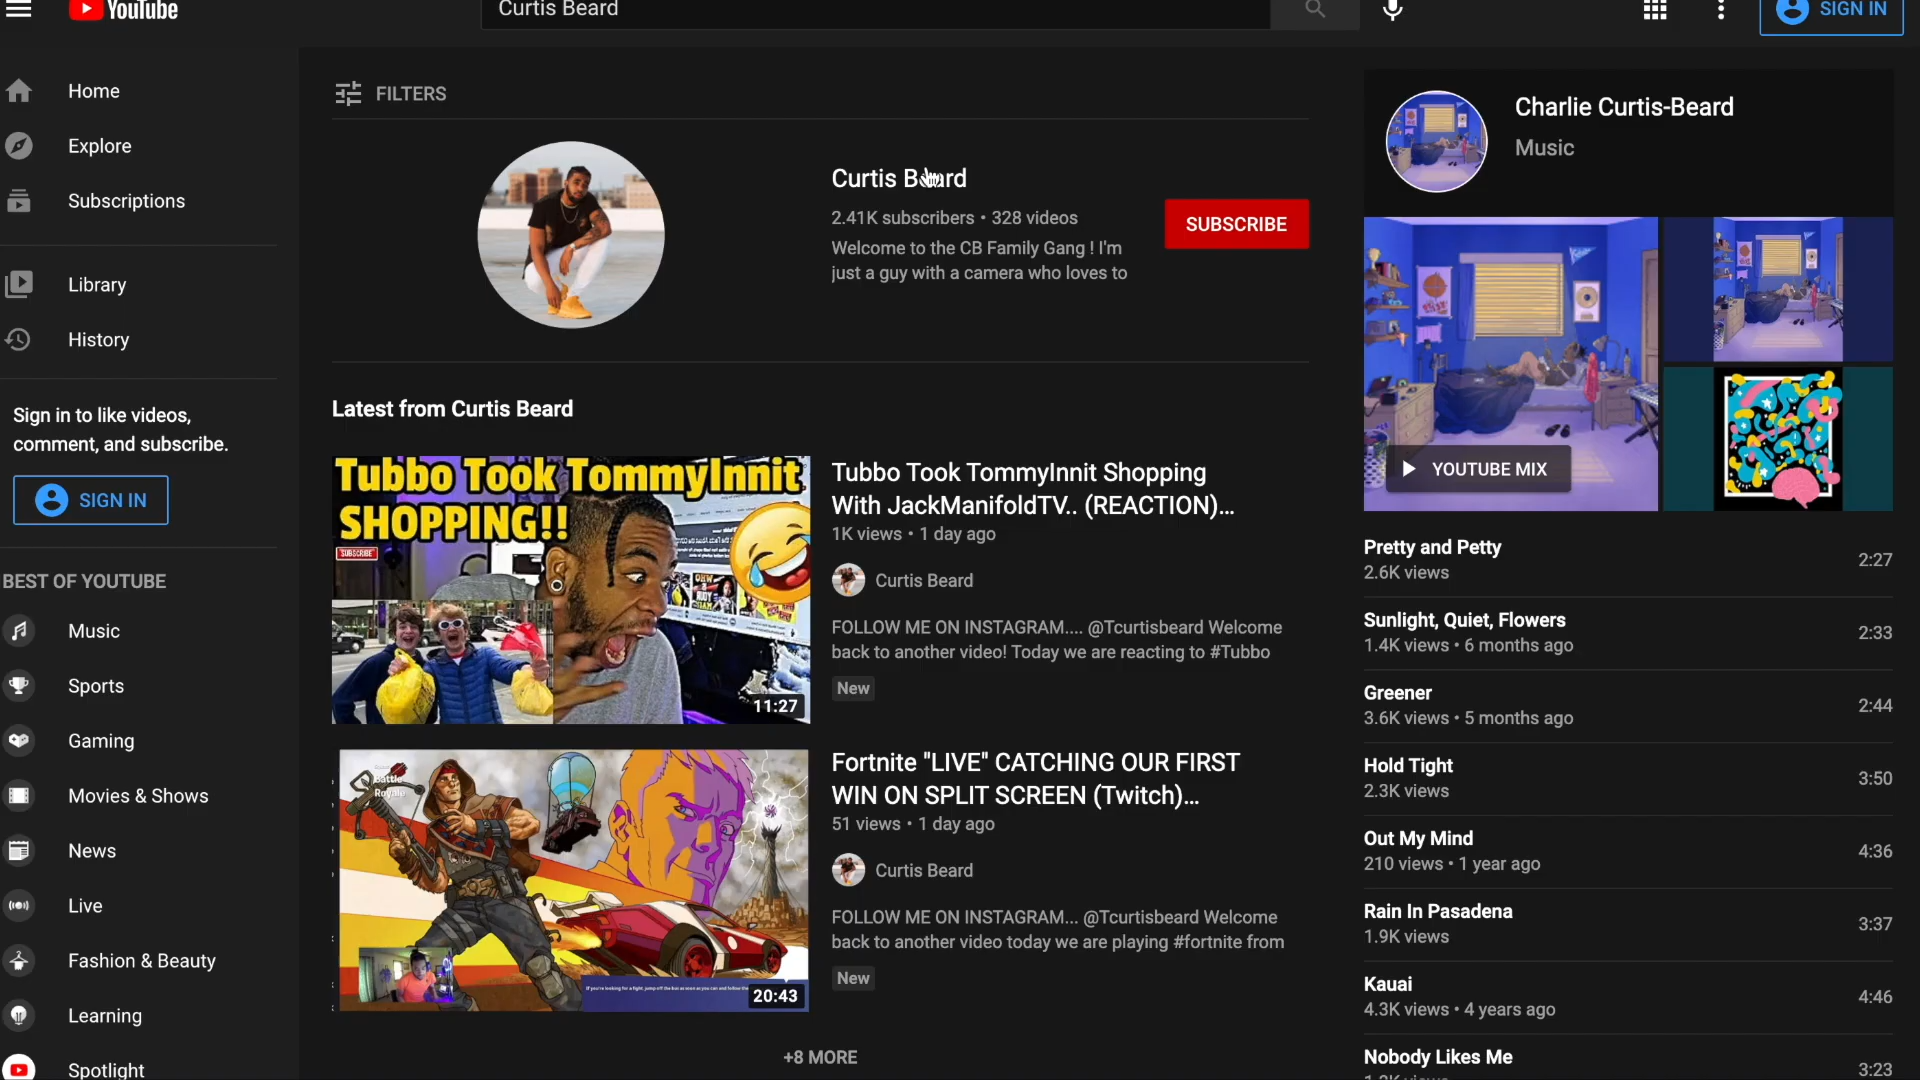 YouTube
Curtis Beard
SIGN IN
Home
Explore
Subscriptions
Library
History
Sign in to like videos,
comment, and subscribe.
SIGN IN
BEST OF YOUTUBE
Music
Sports
Gaming
Movies & Shows
News
Live
Fashion & Beauty
Learning
Spotlight
FILTERS
Curtis Beard
2.41K subscribers • 328 videos
Welcome to the CB Family Gang ! I'm
just a guy with a camera who loves to
SUBSCRIBE
Latest from Curtis Beard
Tubbo Took TommyInnit
SHOPPING!!
SUBSCRIBE
11:27
Tubbo Took TommyInnit Shopping
With JackManifoldTV.. (REACTION)...
1K views • 1 day ago
Curtis Beard
FOLLOW ME ON INSTAGRAM.... @Tcurtisbeard Welcome
back to another video! Today we are reacting to #Tubbo
New
Battle
Royale
20:43
Fortnite "LIVE" CATCHING OUR FIRST
WIN ON SPLIT SCREEN (Twitch)...
51 views • 1 day ago
Curtis Beard
FOLLOW ME ON INSTAGRAM... @Tcurtisbeard Welcome
back to another video today we are playing #fortnite from
New
+8 MORE
Charlie Curtis-Beard
Music
YOUTUBE MIX
Pretty and Petty
2.6K views
2:27
Sunlight, Quiet, Flowers
1.4K views • 6 months ago
2:33
Greener
3.6K views • 5 months ago
2:44
Hold Tight
2.3K views
3:50
Out My Mind
210 views • 1 year ago
4:36
Rain In Pasadena
1.9K views
3:37
Kauai
4.3K views • 4 years ago
4:46
Nobody Likes Me
3:23